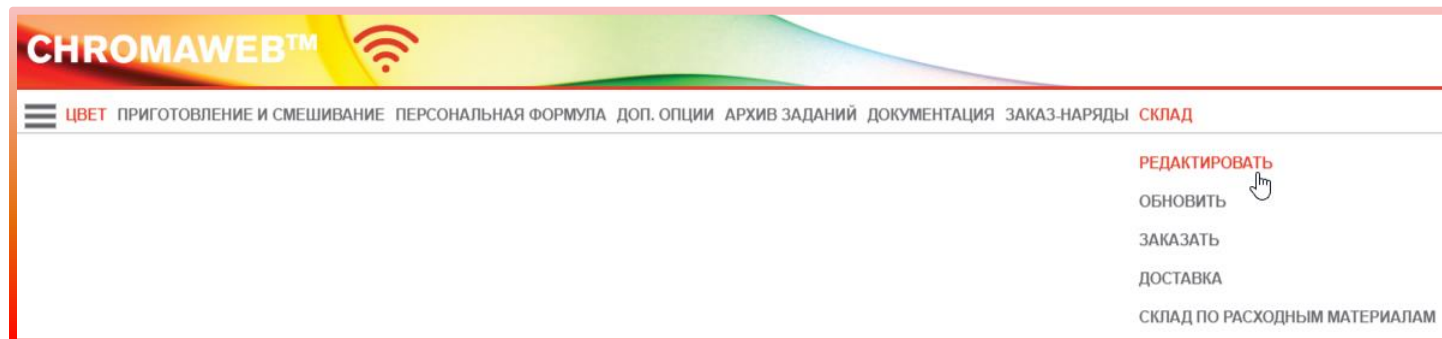 CHROMAWEB™
ЦВЕТ ПРИГОТОВЛЕНИЕ И СМЕШИВАНИЕ ПЕРСОНАЛЬНАЯ ФОРМУЛА ДОП. ОПЦИИ АРХИВ ЗАДАНИЙ ДОКУМЕНТАЦИЯ ЗАКАЗ-НАРЯДЫ СКЛАД
РЕДАКТИРОВАТЬ
ОБНОВИТЬ
ЗАКАЗАТЬ
ДОСТАВКА
СКЛАД ПО РАСХОДНЫМ МАТЕРИАЛАМ